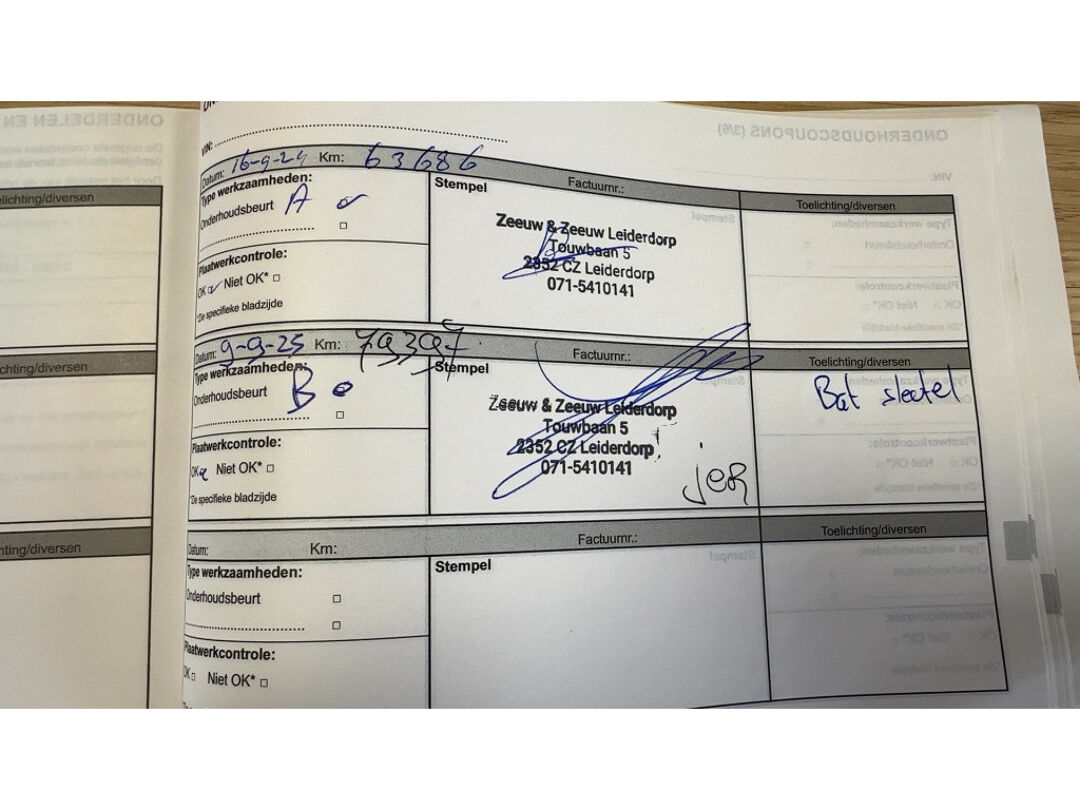 VIN:
Datum: 16-9-24 Km: 63686 Factuurnr.: Toelichting/diversen
Type werkzaamheden:
Onderhoudsbeurt A
Plaatwerkcontrole:
OK Niet OK*
*Zie specifieke bladzijde
Stempel
Zeeuw & Zeeuw Leiderdorp
Touwbaan 5
2352 CZ Leiderdorp
071-5410141
Datum: 9-9-25 Km: Factuurnr.: Toelichting/diversen
Type werkzaamheden:
Onderhoudsbeurt B
Plaatwerkcontrole:
OK Niet OK*
*Zie specifieke bladzijde
Stempel
Zeeuw & Zeeuw Leiderdorp
Touwbaan 5
2352 CZ Leiderdorp
071-5410141
jER
Bat sleutel
Datum: Km: Factuurnr.: Toelichting/diversen
Type werkzaamheden:
Onderhoudsbeurt
Plaatwerkcontrole:
OK Niet OK*
Stempel
ONDERHOUDSCOUPONS (3/6)
VIN:
ONDERDELEN EN